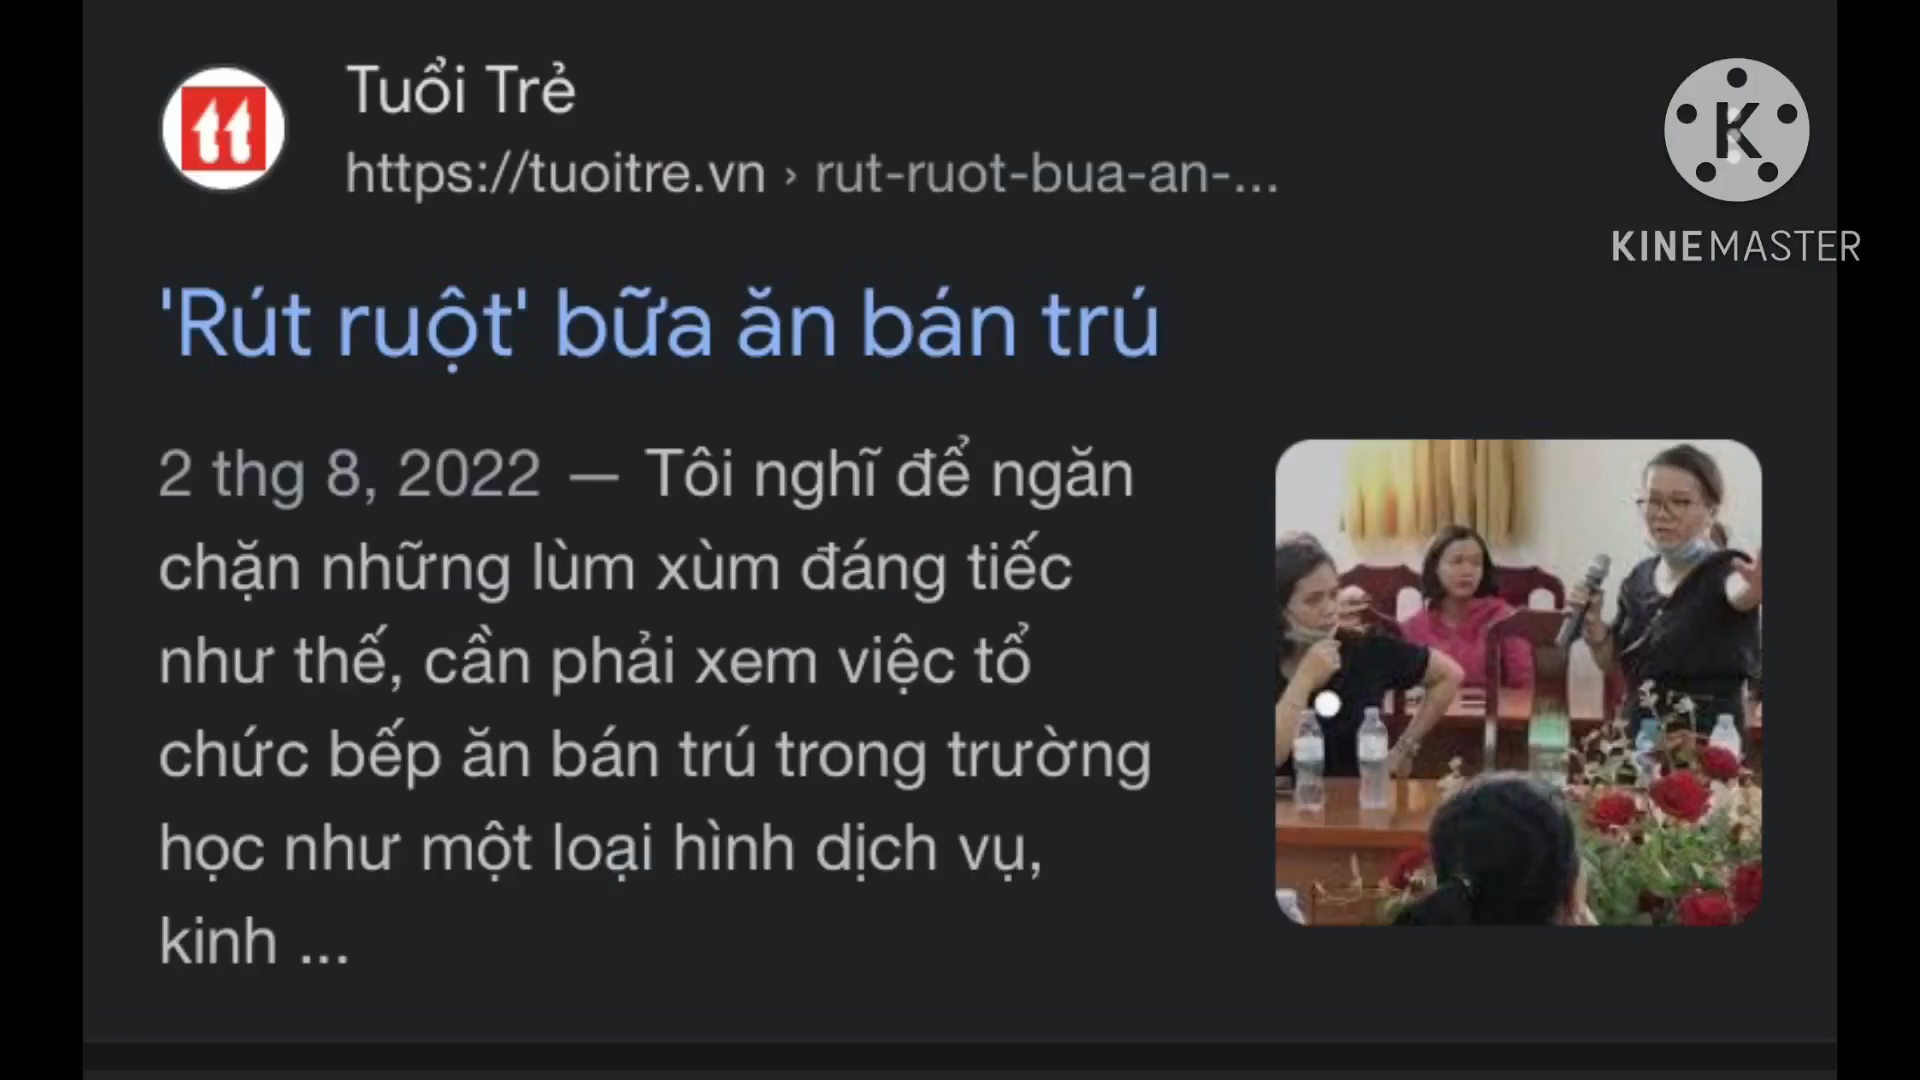 Tuổi Trẻ
https://tuoitre.vn › rut-ruot-bua-an-...
K
KINEMASTER
'Rút ruột' bữa ăn bán trú
2 thg 8, 2022 — Tôi nghĩ để ngăn
chặn những lùm xùm đáng tiếc
như thế, cần phải xem việc tổ
chức bếp ăn bán trú trong trường
học như một loại hình dịch vụ,
kinh ...